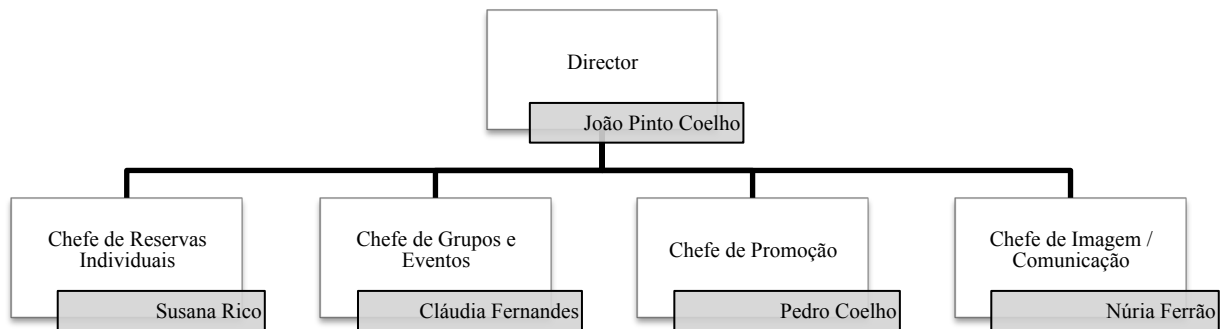 Director
João Pinto Coelho
Chefe de Reservas
Individuais
Susana Rico
Chefe de Grupos e
Eventos
Cláudia Fernandes
Chefe de Promoção
Pedro Coelho
Chefe de Imagem /
Comunicação
Núria Ferrão